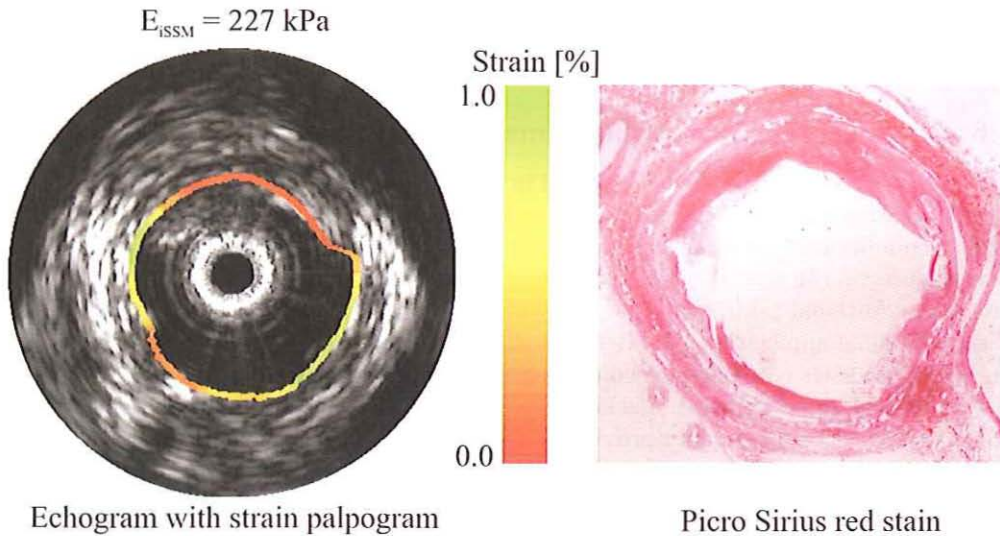 E_iSSM = 227 kPa
Strain [%]
1.0
0.0
Echogram with strain palpogram
Picro Sirius red stain